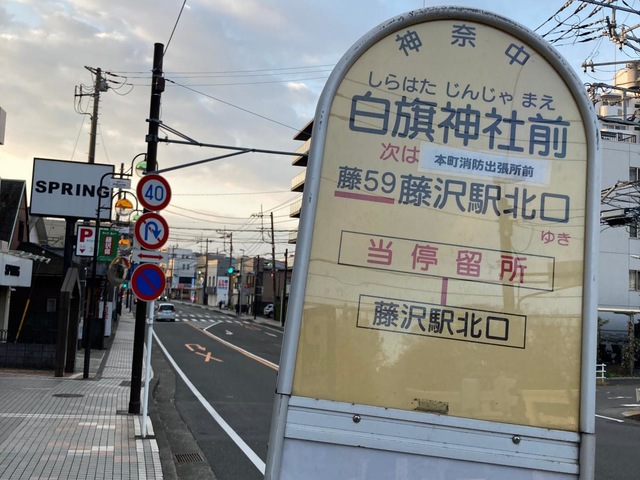 神奈中
しらはた じんじゃ まえ
白旗神社前
次は 本町消防出張所前
藤59藤沢駅北口
ゆき
当停留所
藤沢駅北口
SPRING
40
P